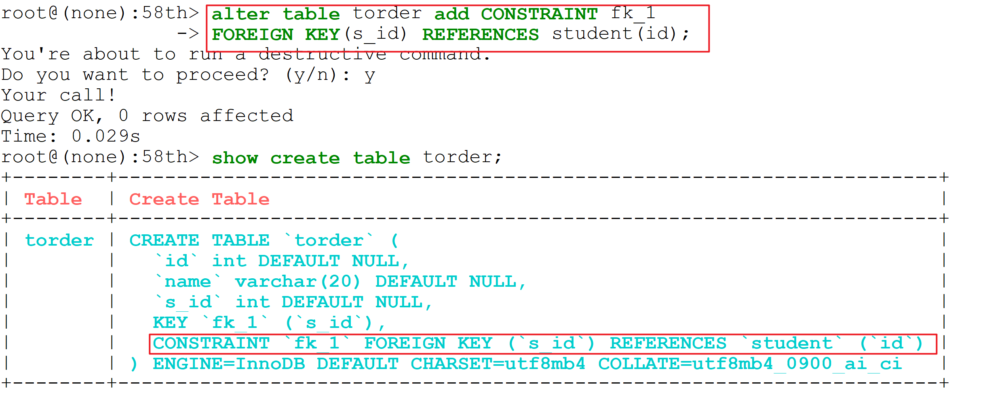 root@(none):58th> alter table torder add CONSTRAINT fk_1
-> FOREIGN KEY(s_id) REFERENCES student(id);
You're about to run a destructive command.
Do you want to proceed? (y/n): y
Your call!
Query OK, 0 rows affected
Time: 0.029s
root@(none):58th> show create table torder;
+--------+-----------------------------------------------------------------------+
| Table  | Create Table                                                          |
+--------+-----------------------------------------------------------------------+
| torder | CREATE TABLE `torder` (                                               |
|        |   `id` int DEFAULT NULL,                                              |
|        |   `name` varchar(20) DEFAULT NULL,                                    |
|        |   `s_id` int DEFAULT NULL,                                            |
|        |   KEY `fk_1` (`s_id`),                                                |
|        |   CONSTRAINT `fk_1` FOREIGN KEY (`s_id`) REFERENCES `student` (`id`)  |
|        | ) ENGINE=InnoDB DEFAULT CHARSET=utf8mb4 COLLATE=utf8mb4_0900_ai_ci    |
+--------+-----------------------------------------------------------------------+